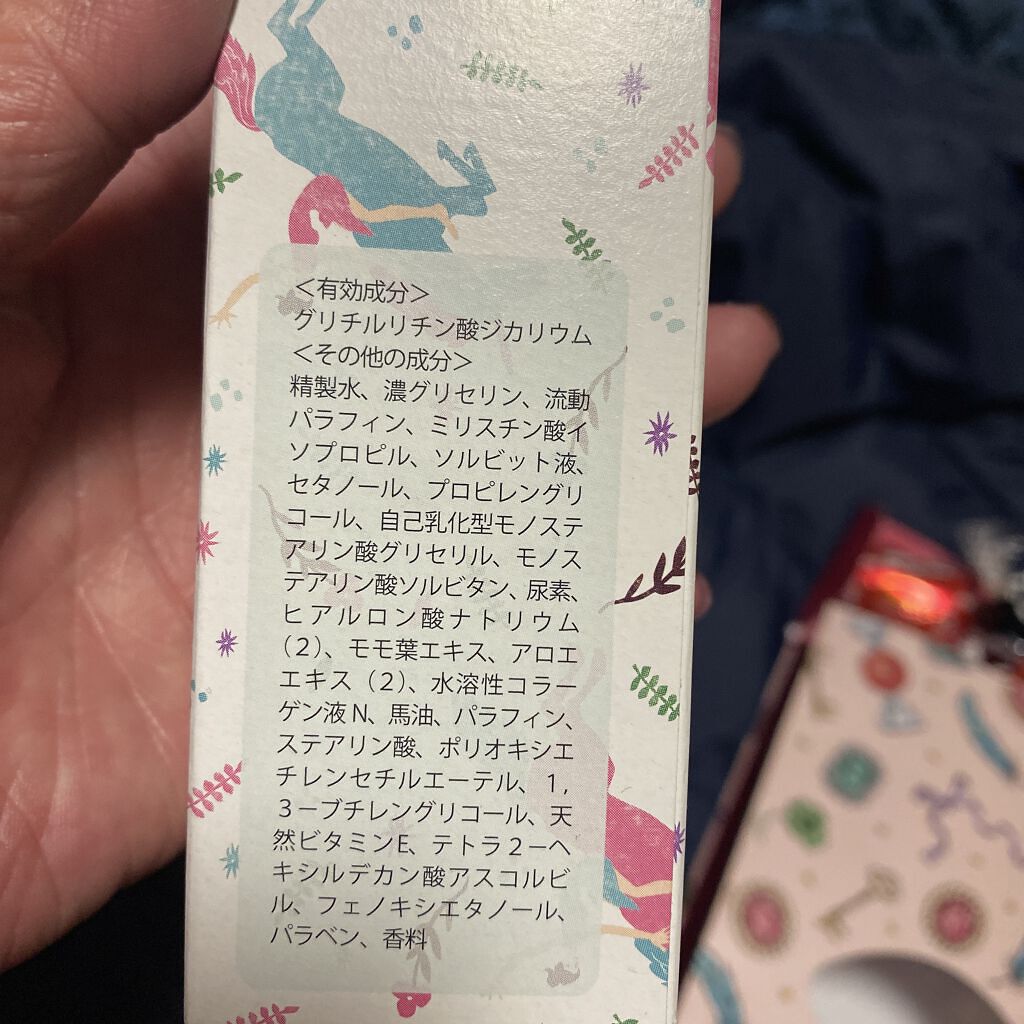 ＜有効成分＞
グリチルリチン酸ジカリウム
＜その他の成分＞
精製水、濃グリセリン、流動
パラフィン、ミリスチン酸イ
ソプロピル、ソルビット液、
セタノール、プロピレングリ
コール、自己乳化型モノステ
アリン酸グリセリル、モノス
テアリン酸ソルビタン、尿素、
ヒアルロン酸ナトリウム
（2）、モモ葉エキス、アロエ
エキス（2）、水溶性コラー
ゲン液N、馬油、パラフィン、
ステアリン酸、ポリオキシエ
チレンセチルエーテル、１，
３－ブチレングリコール、天
然ビタミンE、テトラ２－ヘ
キシルデカン酸アスコルビ
ル、フェノキシエタノール、
パラベン、香料